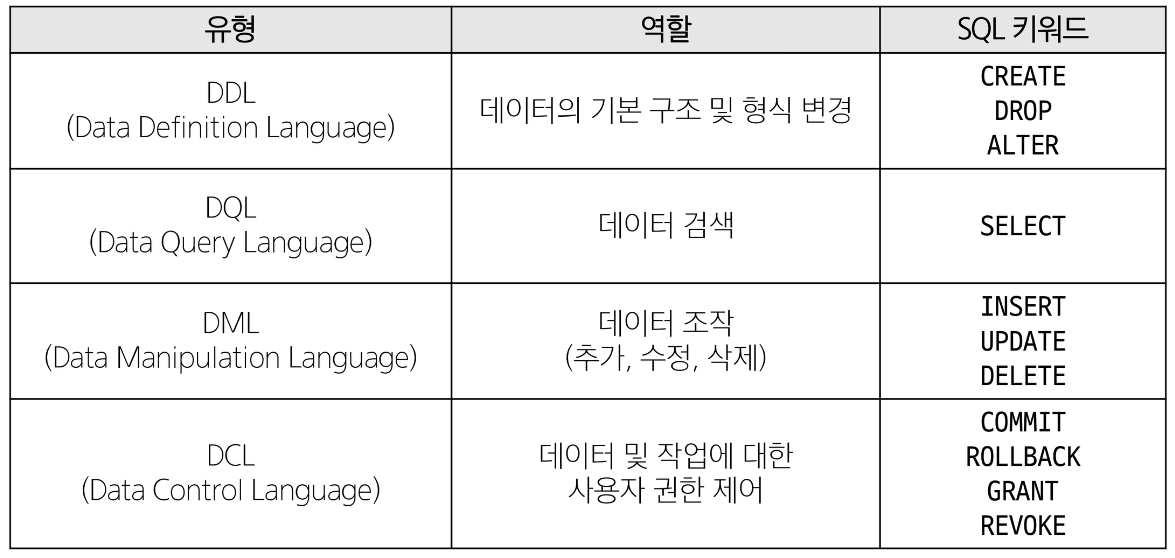 유형
역할
SQL 키워드
DDL
(Data Definition Language)
데이터의 기본 구조 및 형식 변경
CREATE
DROP
ALTER
DQL
(Data Query Language)
데이터 검색
SELECT
DML
(Data Manipulation Language)
데이터 조작
(추가, 수정, 삭제)
INSERT
UPDATE
DELETE
DCL
(Data Control Language)
데이터 및 작업에 대한
사용자 권한 제어
COMMIT
ROLLBACK
GRANT
REVOKE